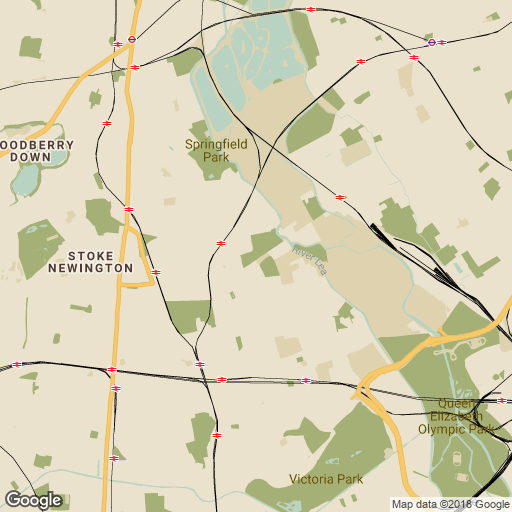 OODBERRY
DOWN
Springfield
Park
STOKE
NEWINGTON
River Lea
Queen
Elizabeth
Olympic Park
Victoria Park
Google
Google
Map data ©2018 Google